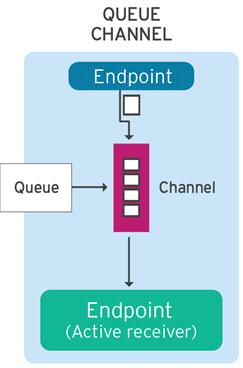 QUEUE
CHANNEL
Endpoint
Queue
Channel
Endpoint
(Active receiver)